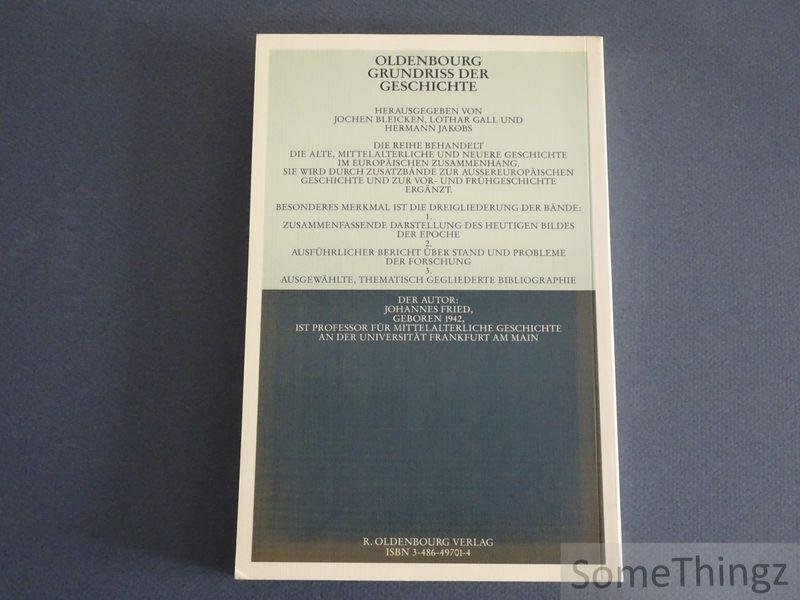 OLDENBOURG
GRUNDRISS DER
GESCHICHTE
HERAUSGEGEBEN VON
JOCHEN BLEICKEN, LOTHAR GALL UND
HERMANN JAKOBS
DIE REIHE BEHANDELT
DIE ALTE, MITTELALTERLICHE UND NEUERE GESCHICHTE
IM EUROPÄISCHEN ZUSAMMENHANG.
SIE WIRD DURCH ZUSATZBÄNDE ZUR AUSSEREUROPÄISCHEN
GESCHICHTE UND ZUR VOR- UND FRÜHGESCHICHTE
ERGÄNZT.
BESONDERES MERKMAL IST DIE DREIGLIEDERUNG DER BÄNDE:
1.
ZUSAMMENFASSENDE DARSTELLUNG DES HEUTIGEN BILDES
DER EPOCHE
2.
AUSFÜHRLICHER BERICHT ÜBER STAND UND PROBLEME
DER FORSCHUNG
3.
AUSGEWÄHLTE, THEMATISCH GEGLIEDERTE BIBLIOGRAPHIE
DER AUTOR:
JOHANNES FRIED,
GEBOREN 1942,
IST PROFESSOR FÜR MITTELALTERLICHE GESCHICHTE
AN DER UNIVERSITÄT FRANKFURT AM MAIN
R. OLDENBOURG VERLAG
ISBN 3-486-49701-4
SomeThingz